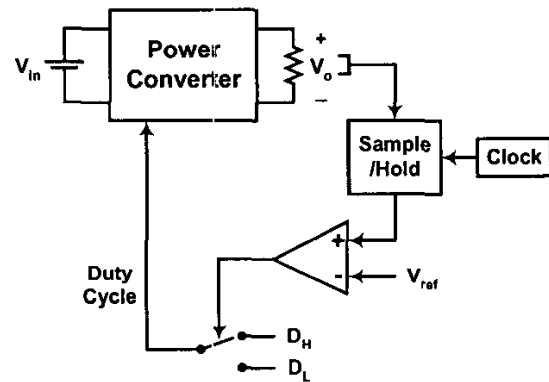 Power
Converter
V_in
+
V_o
−
Sample
/Hold
Clock
+
-
V_ref
Duty
Cycle
D_H
D_L